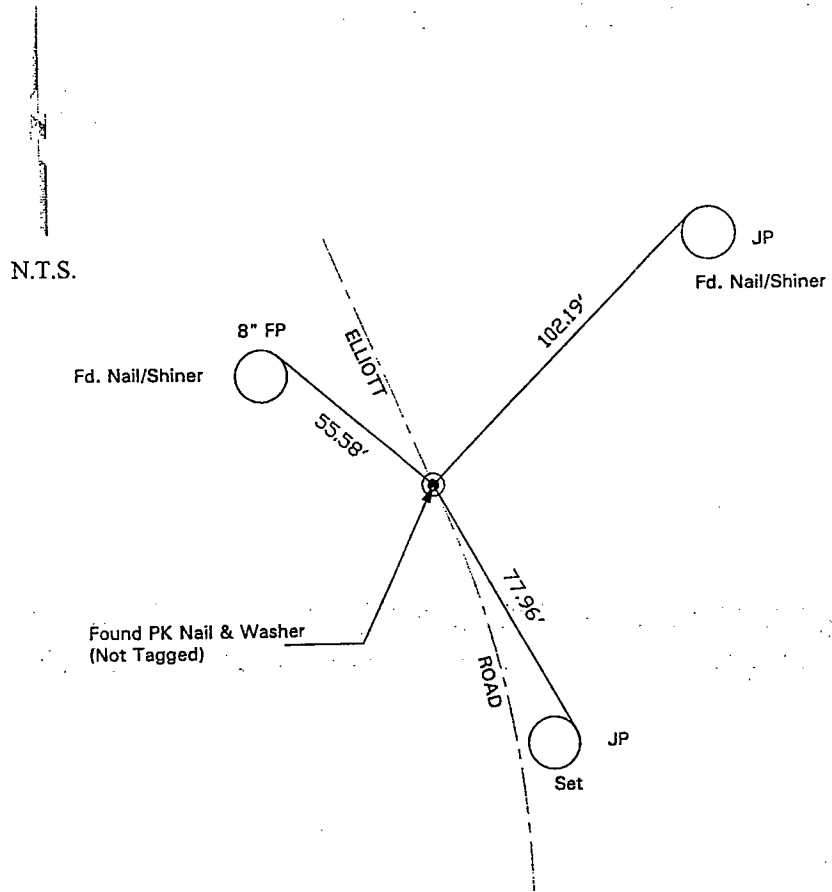 N.T.S.
JP
Fd. Nail/Shiner
102.19'
8" FP
Fd. Nail/Shiner
55.58'
ELLIOTT
77.96'
Found PK Nail & Washer
(Not Tagged)
ROAD
JP
Set